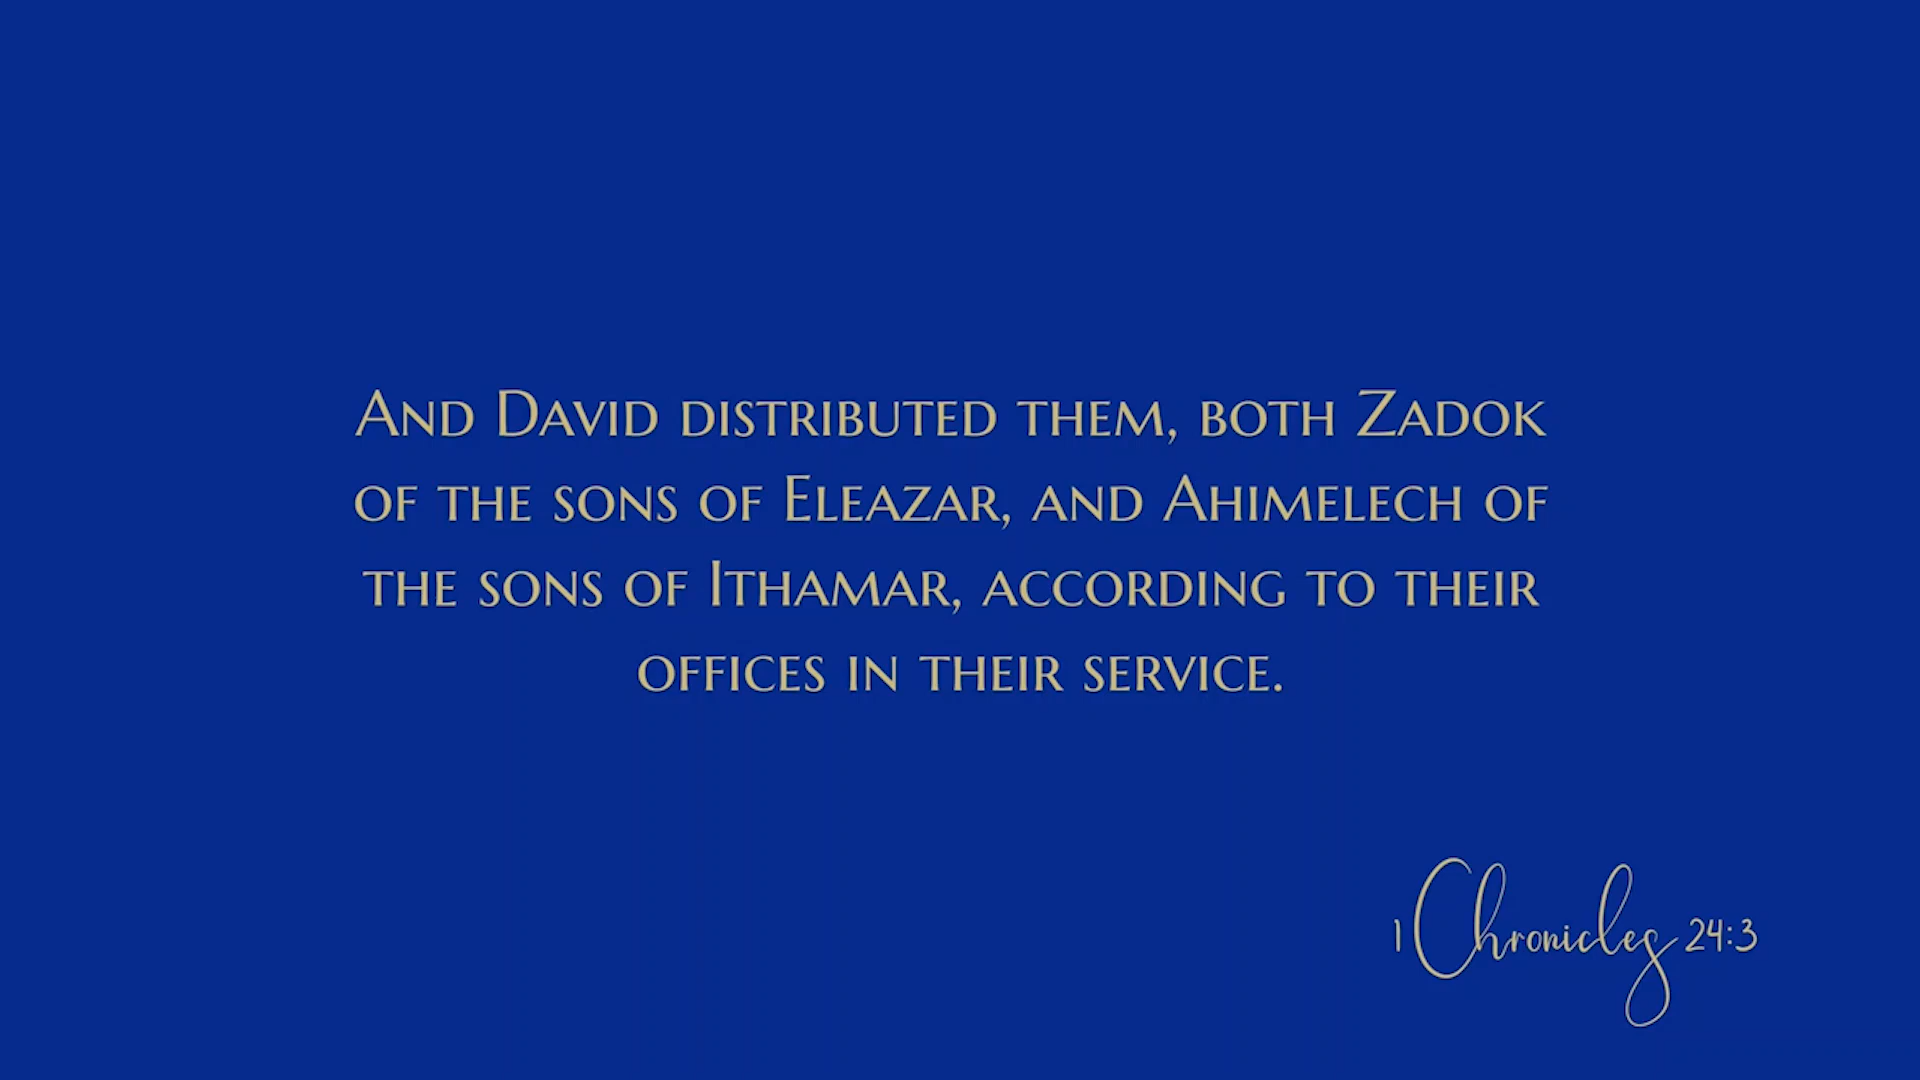 And David distributed them, both Zadok
of the sons of Eleazar, and Ahimelech of
the sons of Ithamar, according to their
offices in their service.
1 Chronicles 24:3